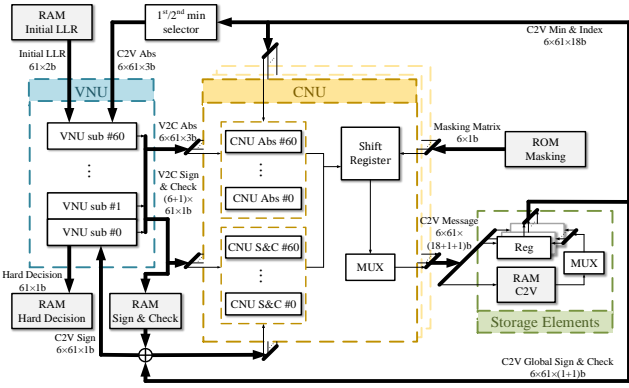 RAM
Initial LLR
1st/2nd min
selector
C2V Min & Index
6×61×18b
Initial LLR
61×2b
C2V Abs
6×61×3b
VNU
CNU
VNU sub #60
⋮
VNU sub #1
VNU sub #0
V2C Abs
6×61×3b
V2C Sign
& Check
(6+1)×
61×1b
CNU Abs #60
⋮
CNU Abs #0
CNU S&C #60
⋮
CNU S&C #0
Shift
Register
MUX
Masking Matrix
6×1b
ROM
Masking
C2V Message
6×61×
(18+1+1)b
Reg
RAM
C2V
MUX
Storage Elements
Hard Decision
61×1b
RAM
Hard Decision
RAM
Sign & Check
C2V Sign
6×61×1b
C2V Global Sign & Check
6×61×(1+1)b